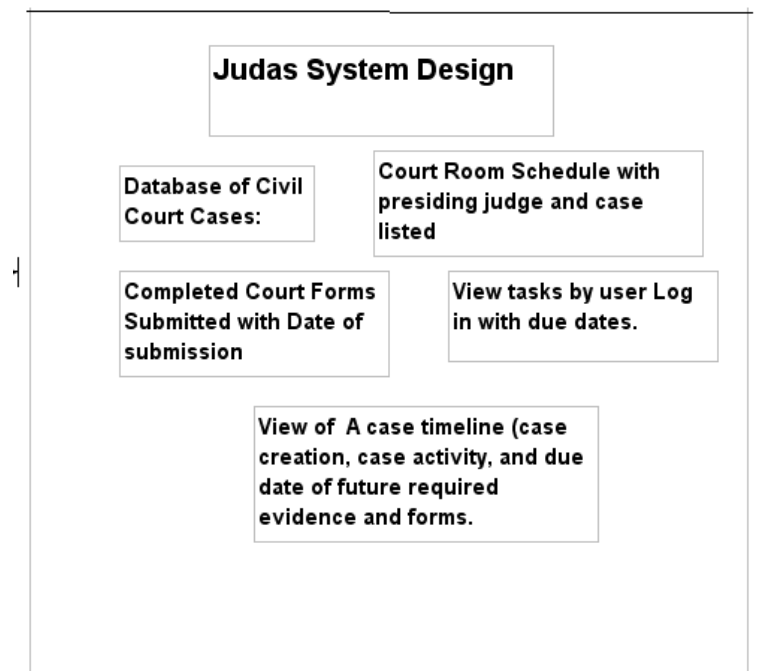 Judas System Design
Database of Civil
Court Cases:
Court Room Schedule with
presiding judge and case
listed
Completed Court Forms
Submitted with Date of
submission
View tasks by user Log
in with due dates.
View of  A case timeline (case
creation, case activity, and due
date of future required
evidence and forms.